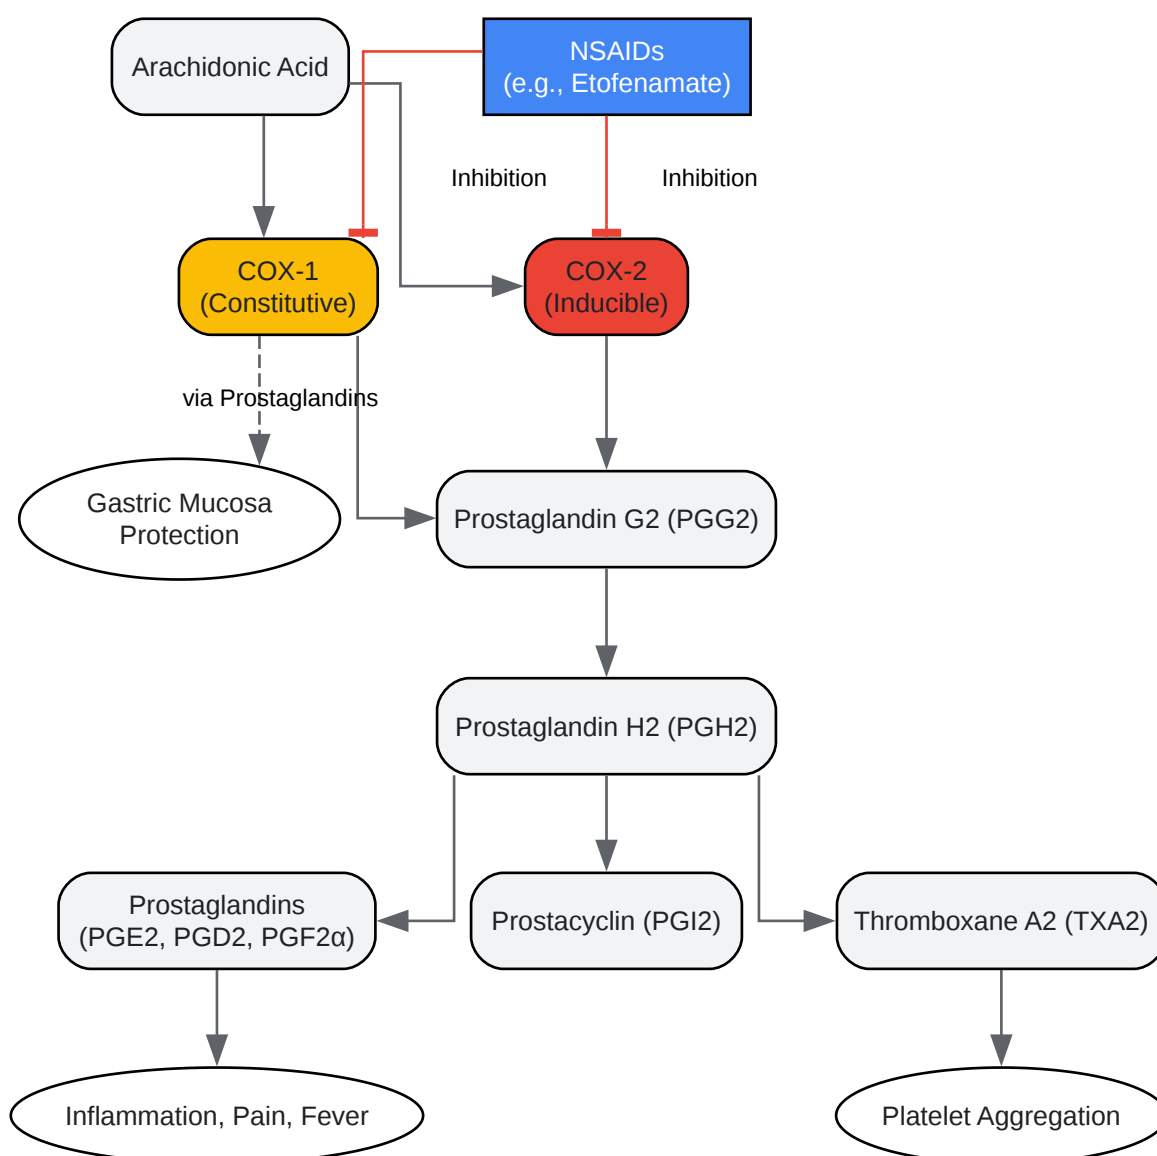 Arachidonic Acid
NSAIDs
(e.g., Etofenamate)
Inhibition
Inhibition
COX-1
(Constitutive)
COX-2
(Inducible)
via Prostaglandins
Gastric Mucosa
Protection
Prostaglandin G2 (PGG2)
Prostaglandin H2 (PGH2)
Prostaglandins
(PGE2, PGD2, PGF2α)
Prostacyclin (PGI2)
Thromboxane A2 (TXA2)
Inflammation, Pain, Fever
Platelet Aggregation